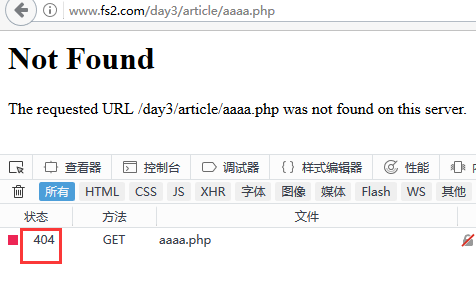 www.fs2.com/day3/article/aaaa.php
Not Found
The requested URL /day3/article/aaaa.php was not found on this server.
查看器 控制台 调试器 { } 样式编辑器 性能
所有 HTML CSS JS XHR 字体 图像 媒体 Flash WS 其他
状态 方法 文件
404 GET aaaa.php